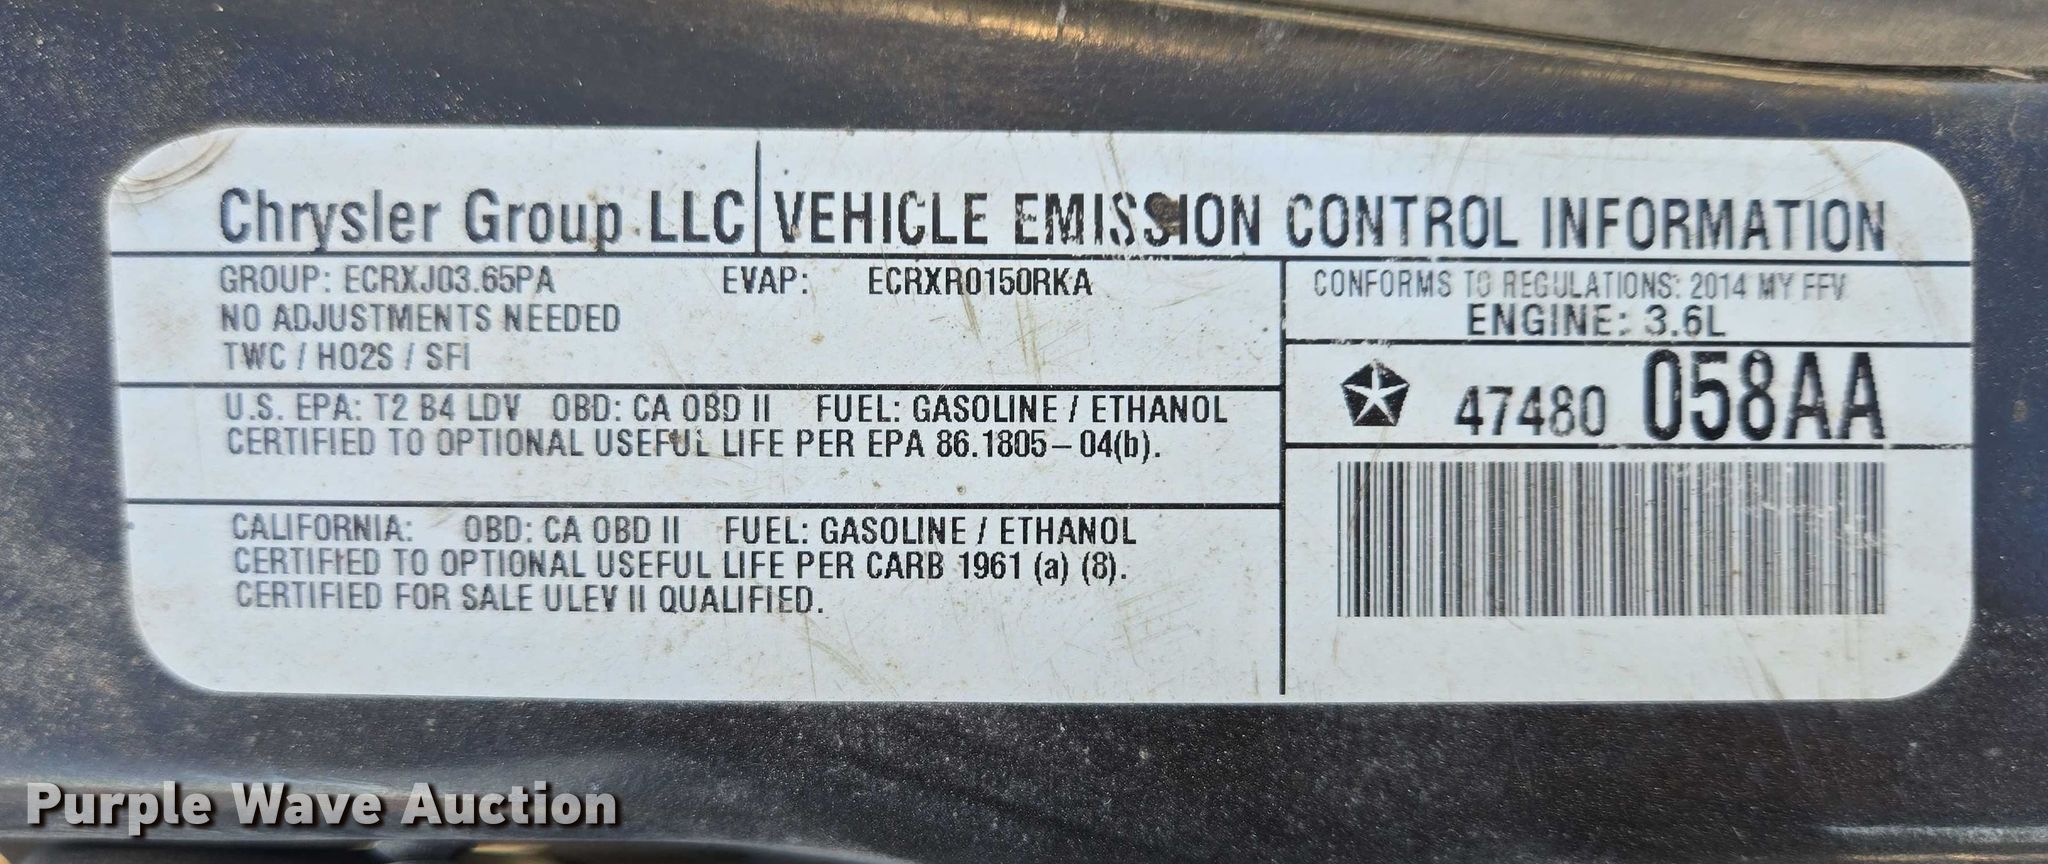 Chrysler Group LLC VEHICLE EMISSION CONTROL INFORMATION
GROUP: ECRXJ03.65PA EVAP: ECRXR0150RKA
NO ADJUSTMENTS NEEDED
TWC / HO2S / SFI
CONFORMS TO REGULATIONS: 2014 MY FFV
ENGINE: 3.6L
47480 058AA
U.S. EPA: T2 B4 LDV OBD: CA OBD II FUEL: GASOLINE / ETHANOL
CERTIFIED TO OPTIONAL USEFUL LIFE PER EPA 86.1805-04(b).
CALIFORNIA: OBD: CA OBD II FUEL: GASOLINE / ETHANOL
CERTIFIED TO OPTIONAL USEFUL LIFE PER CARB 1961 (a) (8).
CERTIFIED FOR SALE ULEV II QUALIFIED.
Purple Wave Auction